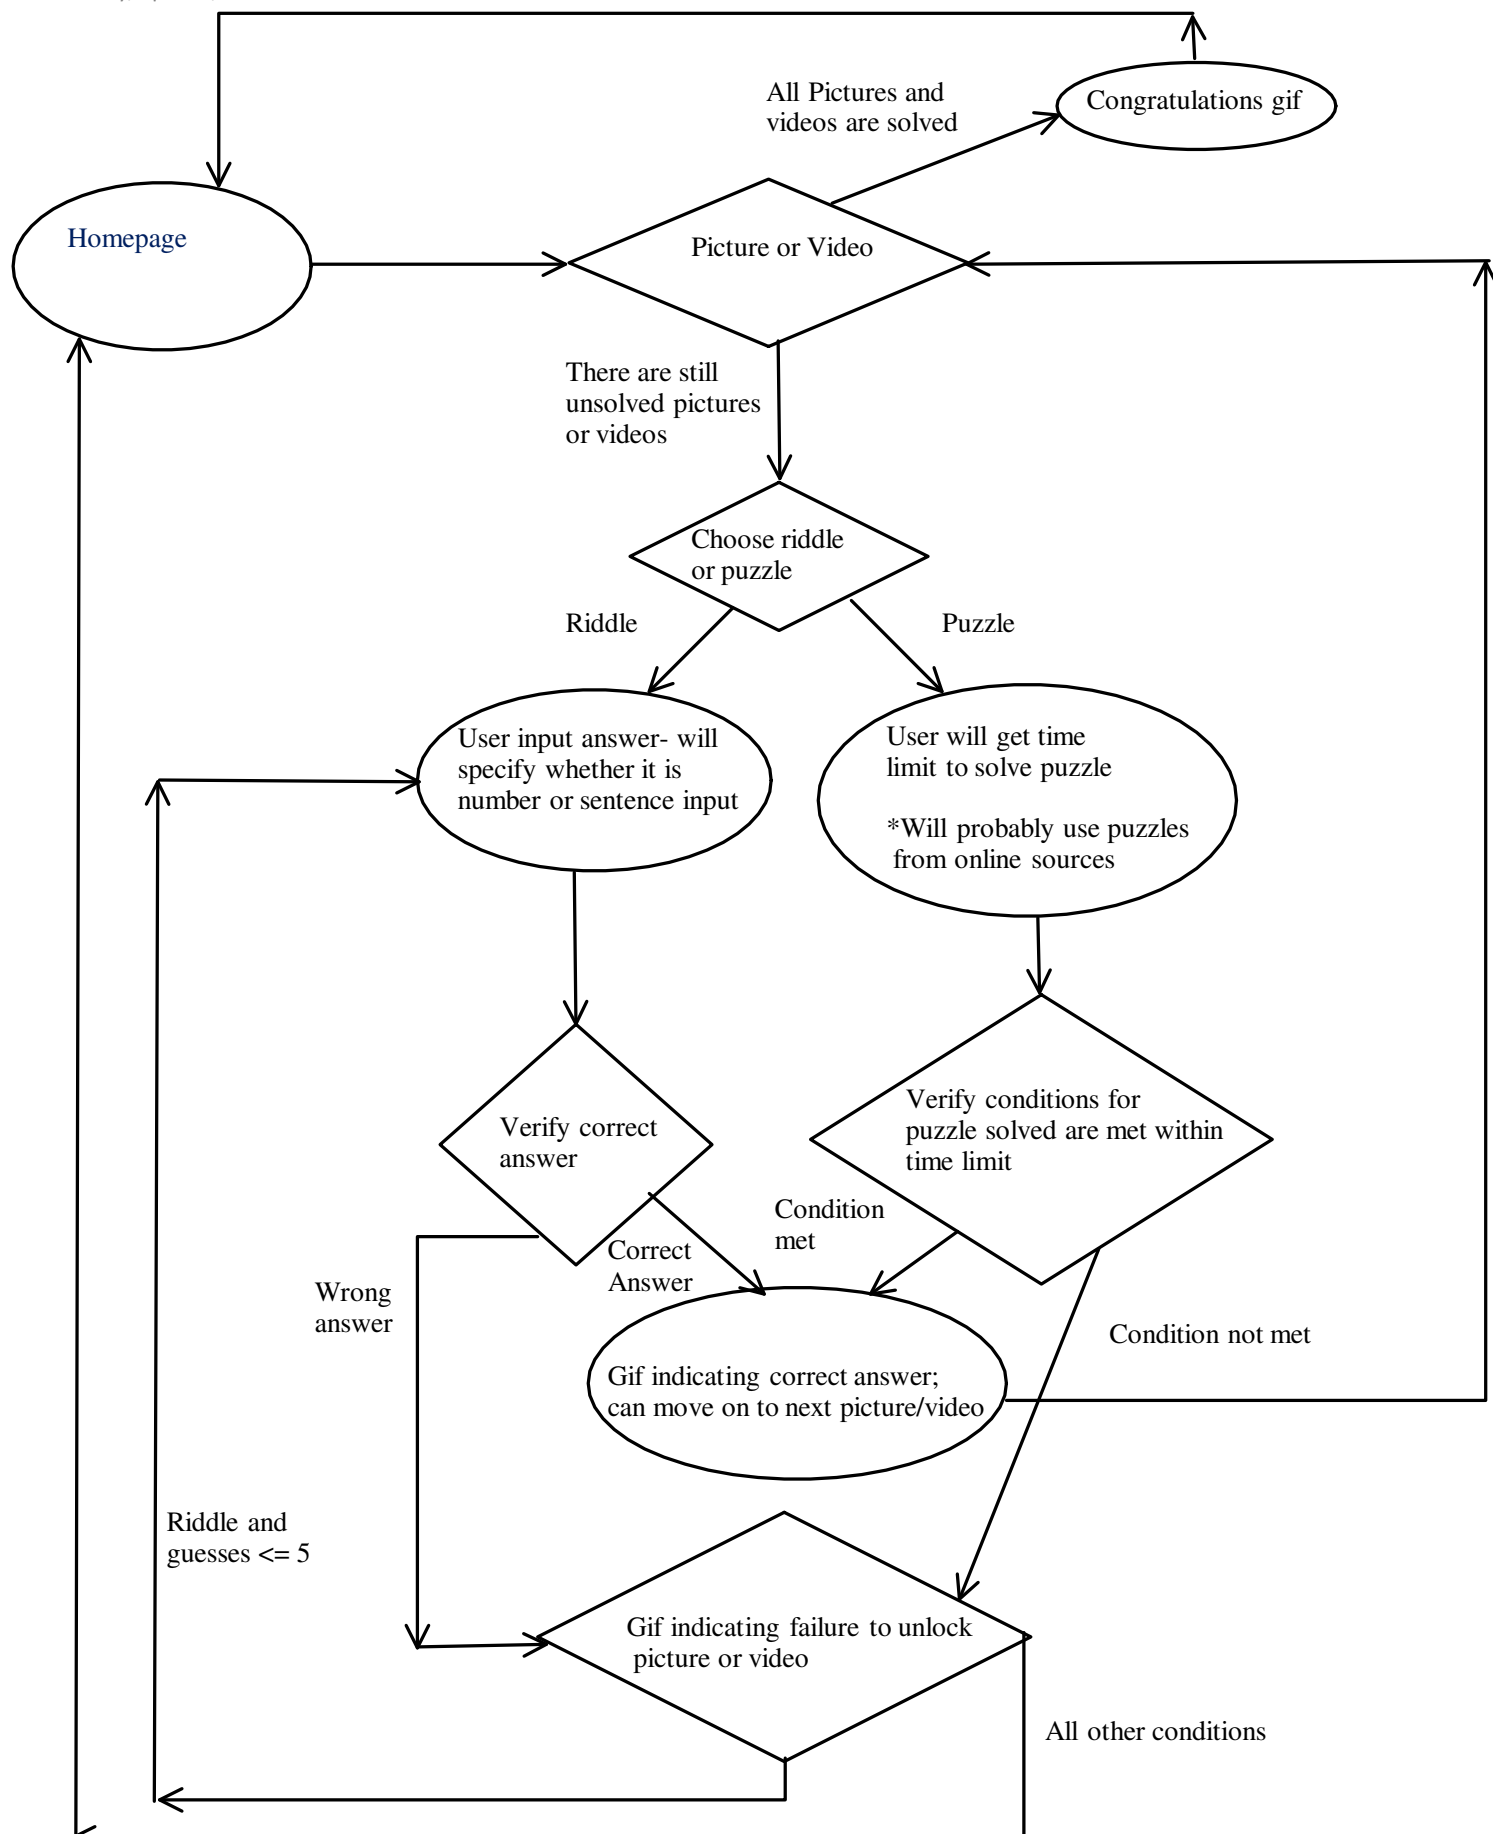 All Pictures and
videos are solved
Congratulations gif
Homepage
Picture or Video
There are still
unsolved pictures
or videos
Choose riddle
or puzzle
Riddle
Puzzle
User input answer- will
specify whether it is
number or sentence input
User will get time
limit to solve puzzle
*Will probably use puzzles
from online sources
Verify correct
answer
Verify conditions for
puzzle solved are met within
time limit
Condition
met
Correct
Answer
Wrong
answer
Condition not met
Gif indicating correct answer;
can move on to next picture/video
Riddle and
guesses <= 5
Gif indicating failure to unlock
picture or video
All other conditions